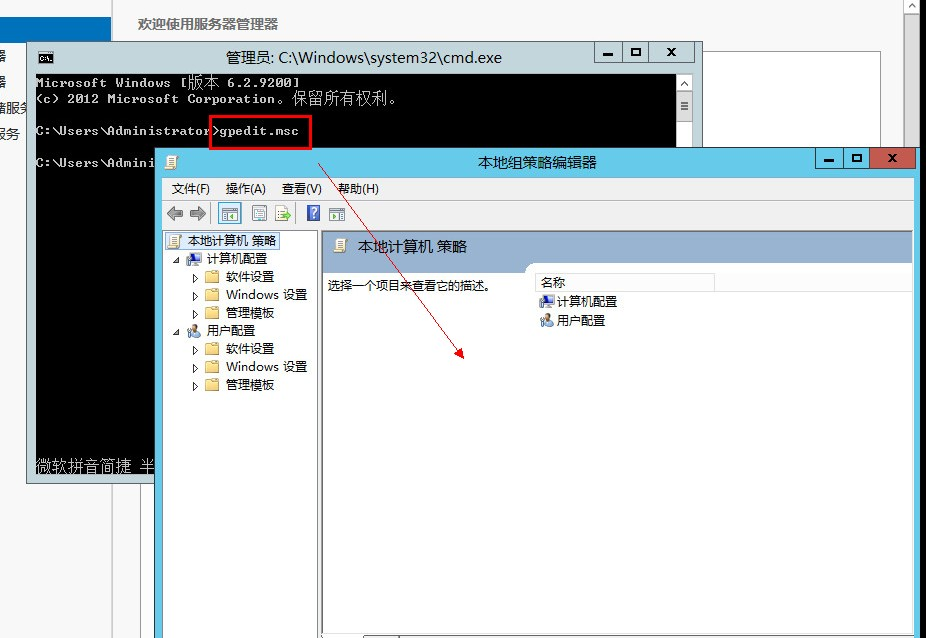 欢迎使用服务器管理器
器
器
储服务
服务
管理员: C:\Windows\system32\cmd.exe
Microsoft Windows [版本 6.2.9200]
(c) 2012 Microsoft Corporation。保留所有权利。
C:\Users\Administrator>gpedit.msc
C:\Users\Admini
微软拼音简捷 半
本地组策略编辑器
文件(F) 操作(A) 查看(V) 帮助(H)
本地计算机 策略
计算机配置
软件设置
Windows 设置
管理模板
用户配置
软件设置
Windows 设置
管理模板
本地计算机 策略
选择一个项目来查看它的描述。
名称
计算机配置
用户配置